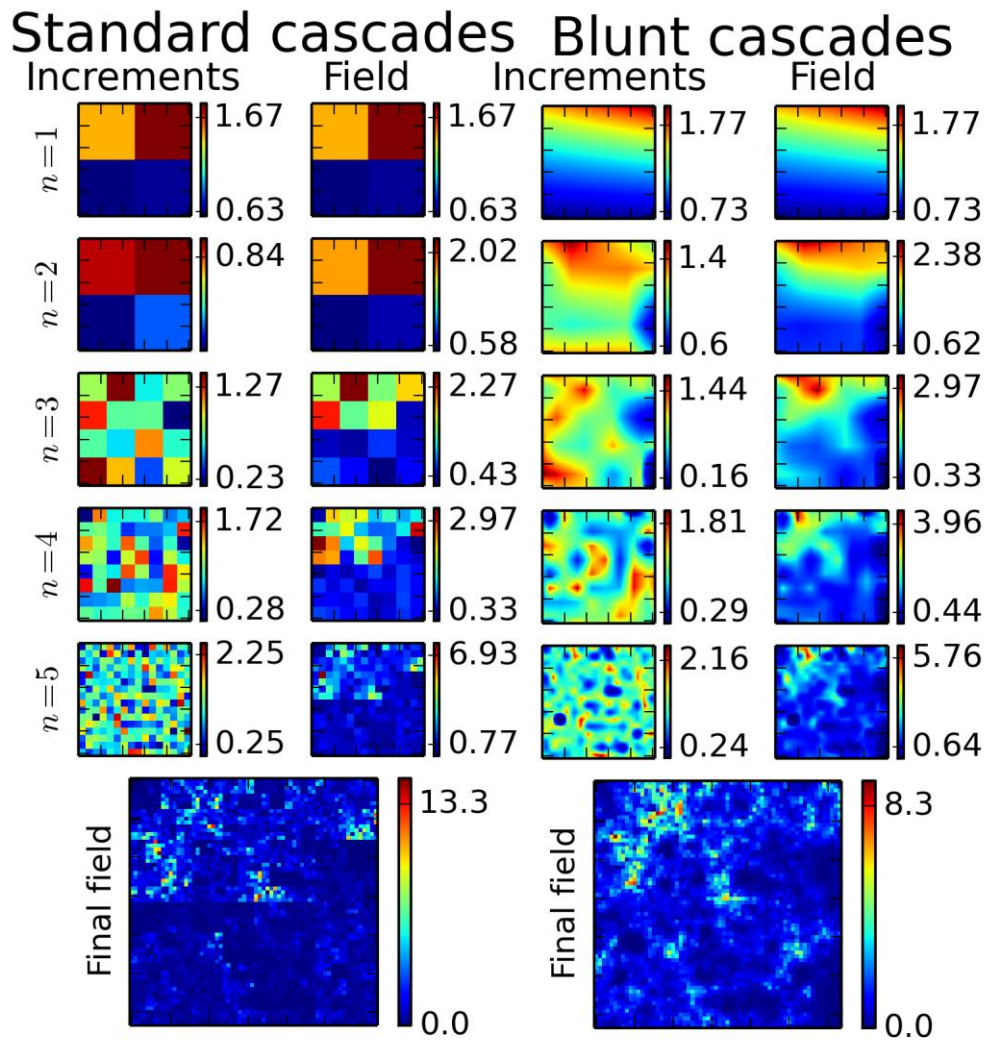 Standard cascades Blunt cascades
Increments Field Increments Field
n=1 1.67 1.67 1.77 1.77
0.63 0.63 0.73 0.73
n=2 0.84 2.02 1.4 2.38
0.58 0.6 0.62
n=3 1.27 2.27 1.44 2.97
0.23 0.43 0.16 0.33
n=4 1.72 2.97 1.81 3.96
0.28 0.33 0.29 0.44
n=5 2.25 6.93 2.16 5.76
0.25 0.77 0.24 0.64
Final field 13.3 Final field 8.3
0.0 0.0